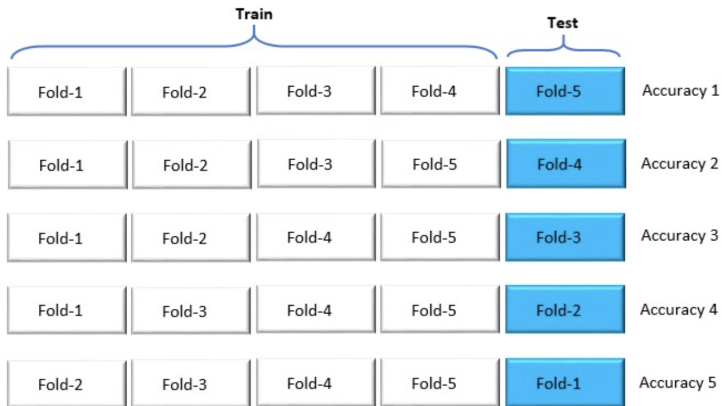 Train
Test
Fold-1 Fold-2 Fold-3 Fold-4 Fold-5 Accuracy 1
Fold-1 Fold-2 Fold-3 Fold-5 Fold-4 Accuracy 2
Fold-1 Fold-2 Fold-4 Fold-5 Fold-3 Accuracy 3
Fold-1 Fold-3 Fold-4 Fold-5 Fold-2 Accuracy 4
Fold-2 Fold-3 Fold-4 Fold-5 Fold-1 Accuracy 5